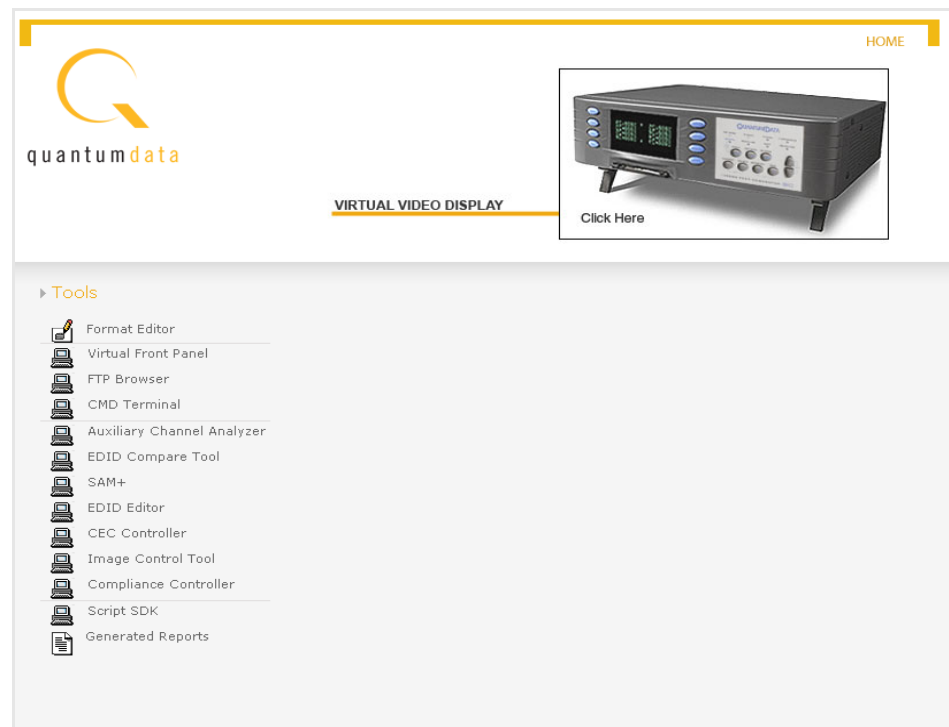 HOME
quantumdata
VIRTUAL VIDEO DISPLAY
QUANTUMDATA
Click Here
Tools
Format Editor
Virtual Front Panel
FTP Browser
CMD Terminal
Auxiliary Channel Analyzer
EDID Compare Tool
SAM+
EDID Editor
CEC Controller
Image Control Tool
Compliance Controller
Script SDK
Generated Reports